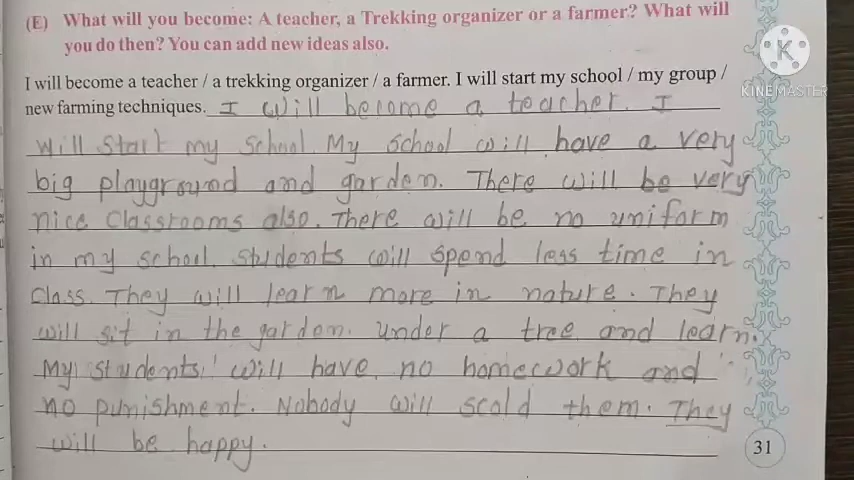 (E) What will you become: A teacher, a Trekking organizer or a farmer? What will
you do then? You can add new ideas also.
I will become a teacher / a trekking organizer / a farmer. I will start my school / my group /
new farming techniques. I will become a teacher. I
will start my school. My school will have a very
big playground and garden. There will be very
nice classrooms also. There will be no uniform
in my school. Students will spend less time in
class. They will learn more in nature. They
will sit in the garden. under a tree and learn.
My students will have no homework and
no punishment. Nobody will scold them. They
will be happy.
31
K
KINEMASTER